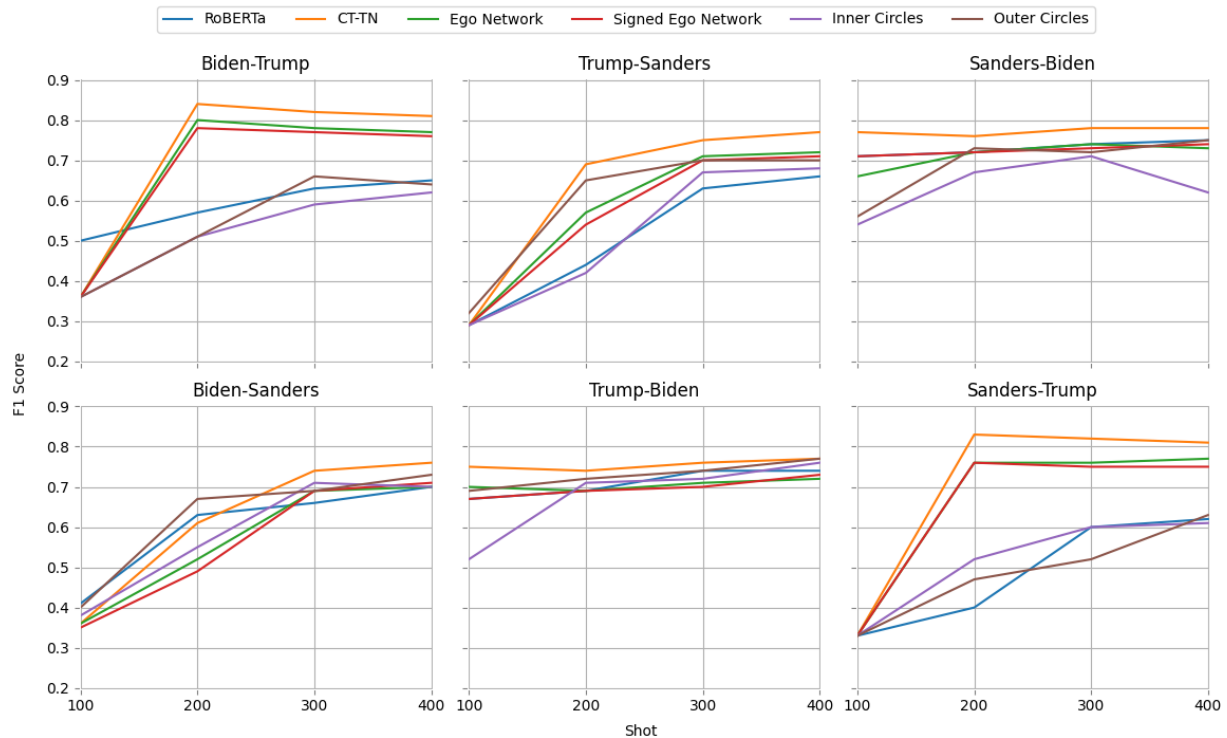 RoBERTa CT-TN Ego Network Signed Ego Network Inner Circles Outer Circles
Biden-Trump Trump-Sanders Sanders-Biden
0.9
0.8
0.7
0.6
0.5
0.4
0.3
0.2
F1 Score
Biden-Sanders Trump-Biden Sanders-Trump
0.9
0.8
0.7
0.6
0.5
0.4
0.3
0.2
100 200 300 400 100 200 300 400 100 200 300 400
Shot